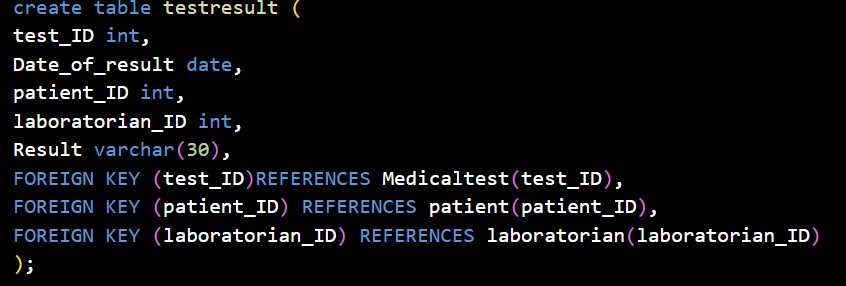 create table testresult (
test_ID int,
Date_of_result date,
patient_ID int,
laboratorian_ID int,
Result varchar(30),
FOREIGN KEY (test_ID)REFERENCES Medicaltest(test_ID),
FOREIGN KEY (patient_ID) REFERENCES patient(patient_ID),
FOREIGN KEY (laboratorian_ID) REFERENCES laboratorian(laboratorian_ID)
);